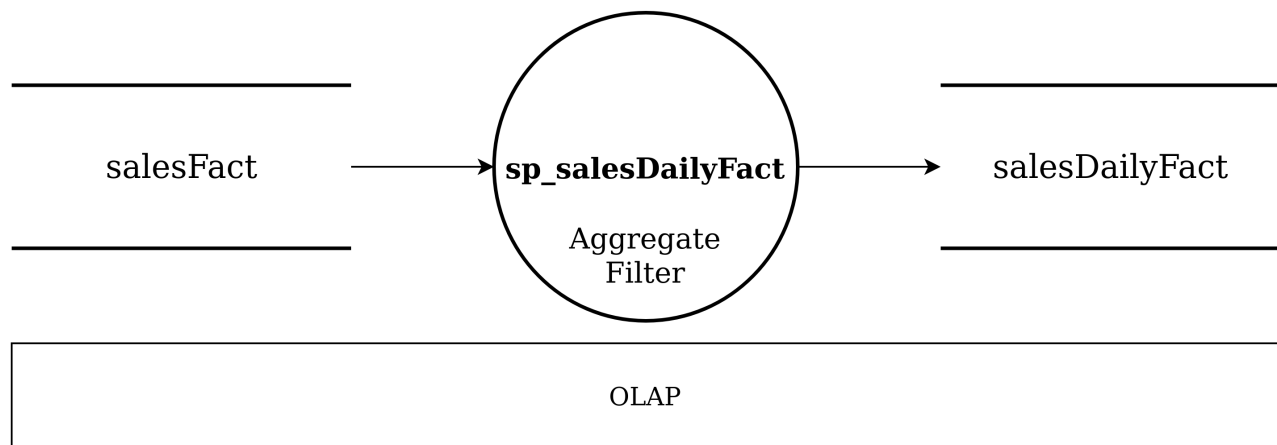 salesFact
sp_salesDailyFact
salesDailyFact
Aggregate
Filter
OLAP